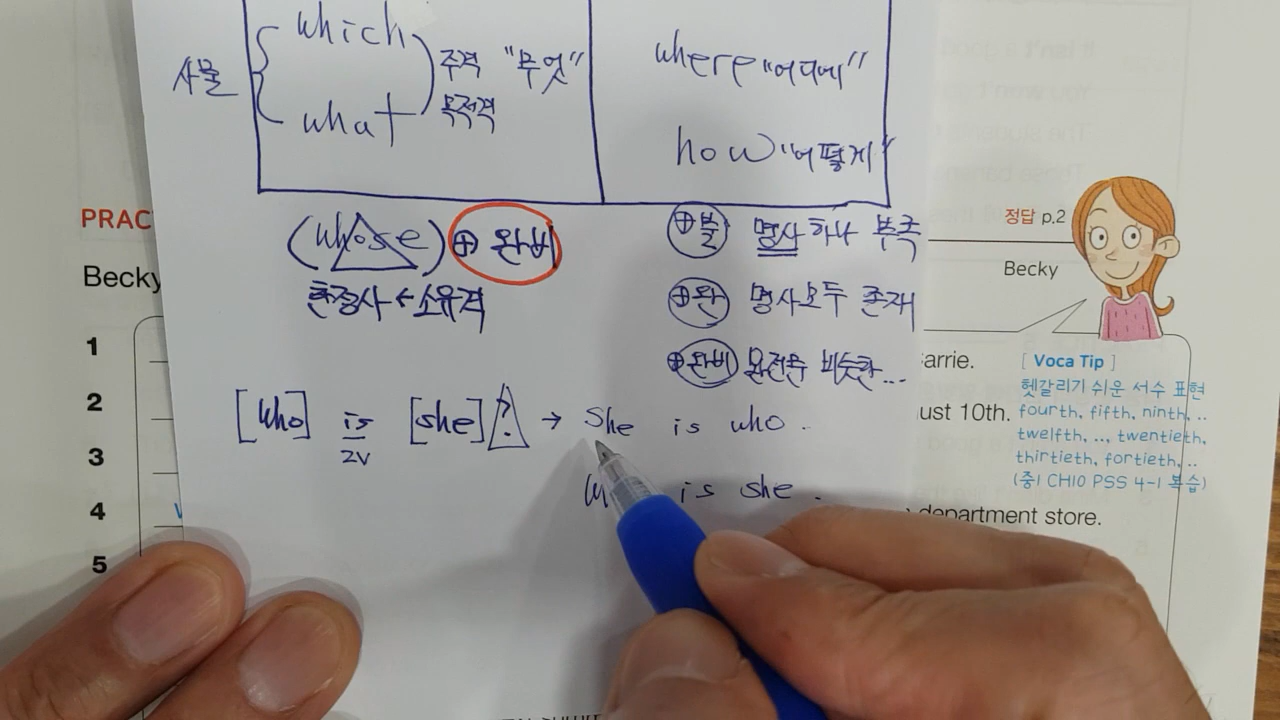 which
사물
주격 "무엇"
what
목적격
where "어디에"
how "어떻게"
(whose) ⊕ 완비
한정사 ← 소유격
⊕불 명사 하나 부족
⊕완 명사 모두 존재
⊕완비 완전은 비슷한...
[who] is [she] ? → she is who.
2V
is she.
PRAC
정답 p.2
Becky
Becky
1
2
3
4
5
arrie.
ust 10th.
department store.
[ Voca Tip ]
헷갈리기 쉬운 서수 표현
fourth, fifth, ninth, ..
twelfth, .., twentieth,
thirtieth, fortieth, ..
(중1 CH10 PSS 4-1 복습)